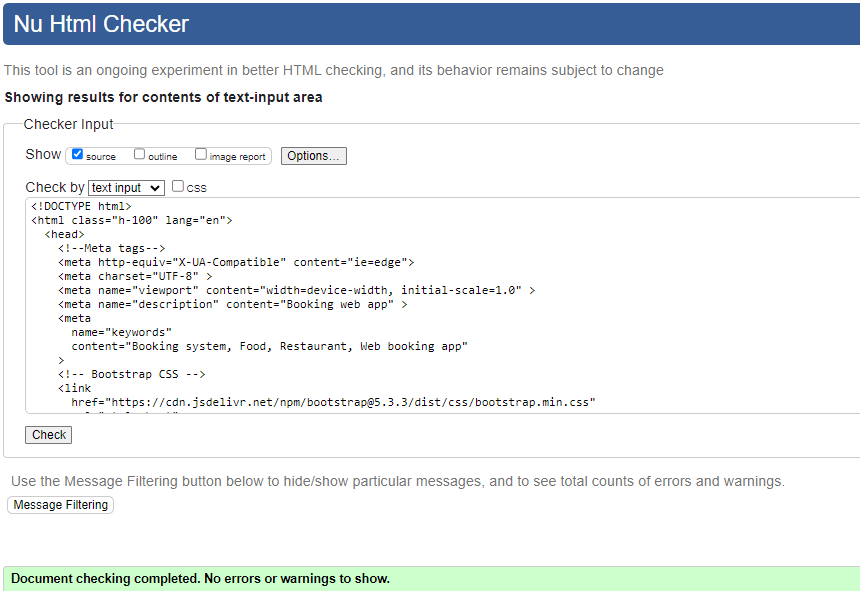 Nu Html Checker
This tool is an ongoing experiment in better HTML checking, and its behavior remains subject to change
Showing results for contents of text-input area
Checker Input
Show source outline image report Options...
Check by text input css
<!DOCTYPE html>
<html class="h-100" lang="en">
<head>
<!--Meta tags-->
<meta http-equiv="X-UA-Compatible" content="ie=edge">
<meta charset="UTF-8" >
<meta name="viewport" content="width=device-width, initial-scale=1.0" >
<meta name="description" content="Booking web app" >
<meta
name="keywords"
content="Booking system, Food, Restaurant, Web booking app"
>
<!-- Bootstrap CSS -->
<link
href="https://cdn.jsdelivr.net/npm/bootstrap@5.3.3/dist/css/bootstrap.min.css"
Check
Use the Message Filtering button below to hide/show particular messages, and to see total counts of errors and warnings.
Message Filtering
Document checking completed. No errors or warnings to show.